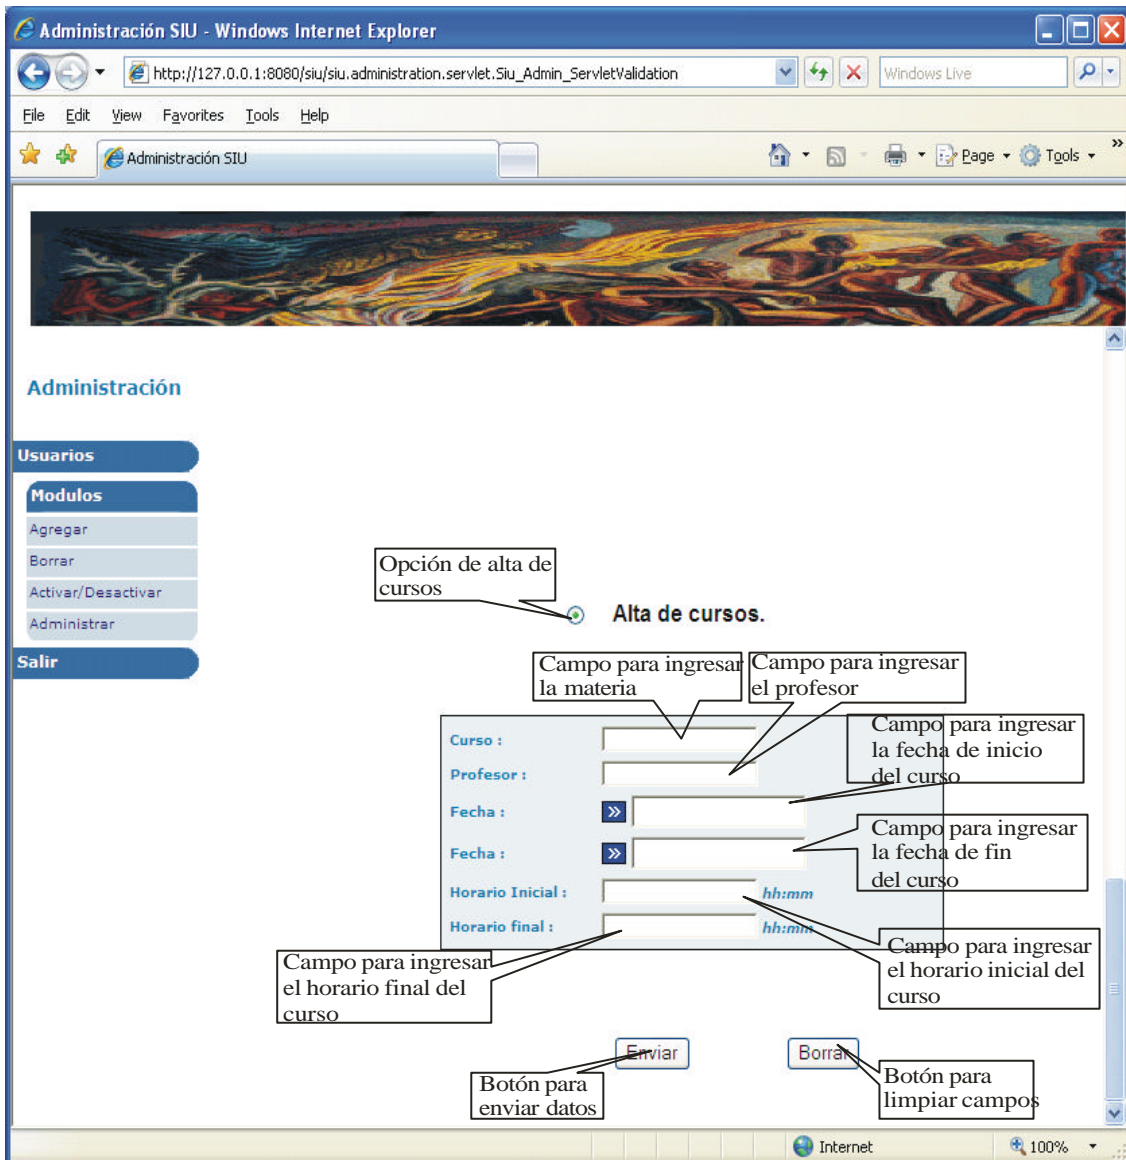 Administración SIU - Windows Internet Explorer
http://127.0.0.1:8080/siu/siu.administration.servlet.Siu_Admin_ServletValidation
Windows Live
File Edit View Favorites Tools Help
Administración SIU
Page Tools »
Administración
Usuarios
Modulos
Agregar
Borrar
Activar/Desactivar
Administrar
Salir
Opción de alta de
cursos
Alta de cursos.
Campo para ingresar
la materia
Campo para ingresar
el profesor
Curso :
Profesor :
Fecha : »
Fecha : »
Horario Inicial : hh:mm
Horario final : hh:mm
Campo para ingresar
la fecha de inicio
del curso
Campo para ingresar
la fecha de fin
del curso
Campo para ingresar
el horario inicial del
curso
Campo para ingresar
el horario final del
curso
Enviar
Borrar
Botón para
enviar datos
Botón para
limpiar campos
Internet
100%